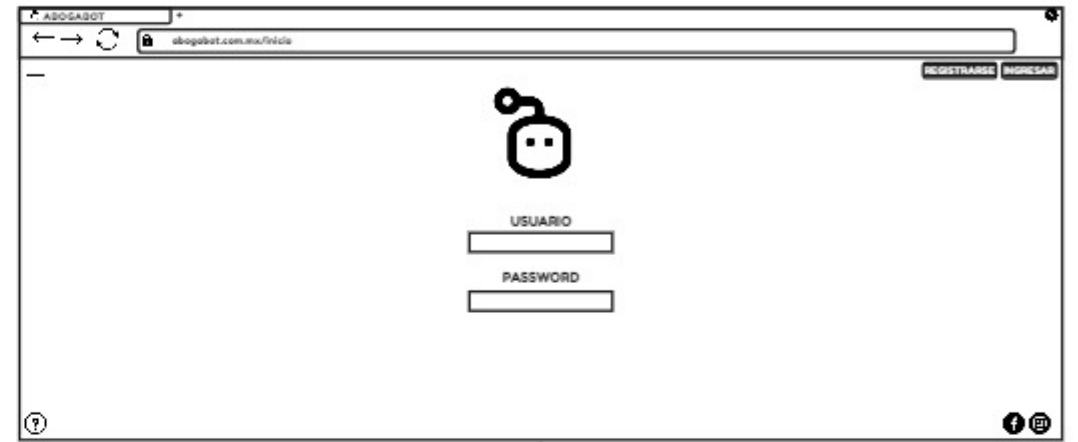 ABOGABOT +
abogabot.com.mx/inicio
REGISTRARSE INGRESAR
USUARIO
PASSWORD
?
f